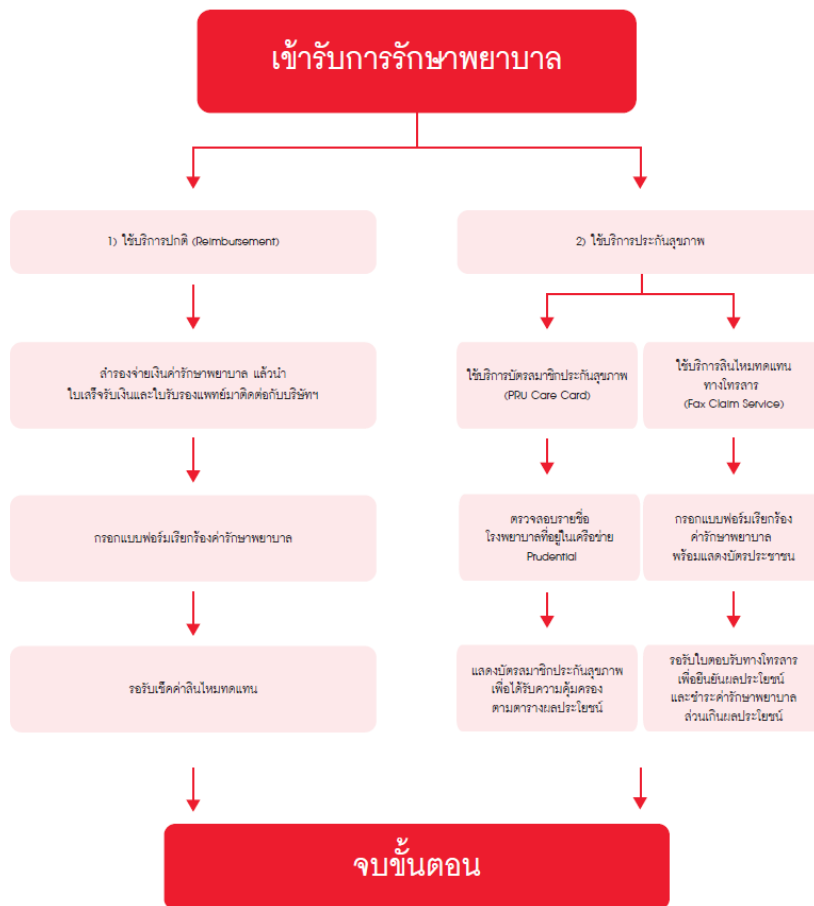 เข้ารับการรักษาพยาบาล
1) ใช้บริการปกติ (Reimbursement)
2) ใช้บริการประกันสุขภาพ
สำรองจ่ายเงินค่ารักษาพยาบาล แล้วนำ
ใบเสร็จรับเงินและใบรับรองแพทย์มาติดต่อกับบริษัทฯ
ใช้บริการบัตรสมาชิกประกันสุขภาพ
(PRU Care Card)
ใช้บริการสินไหมทดแทน
ทางโทรสาร
(Fax Claim Service)
กรอกแบบฟอร์มเรียกร้องค่ารักษาพยาบาล
ตรวจสอบรายชื่อ
โรงพยาบาลที่อยู่ในเครือข่าย
Prudential
กรอกแบบฟอร์มเรียกร้อง
ค่ารักษาพยาบาล
พร้อมแสดงบัตรประชาชน
รอรับเช็คค่าสินไหมทดแทน
แสดงบัตรสมาชิกประกันสุขภาพ
เพื่อได้รับความคุ้มครอง
ตามตารางผลประโยชน์
รอรับใบตอบรับทางโทรสาร
เพื่อยืนยันผลประโยชน์
และชำระค่ารักษาพยาบาล
ส่วนเกินผลประโยชน์
จบขั้นตอน